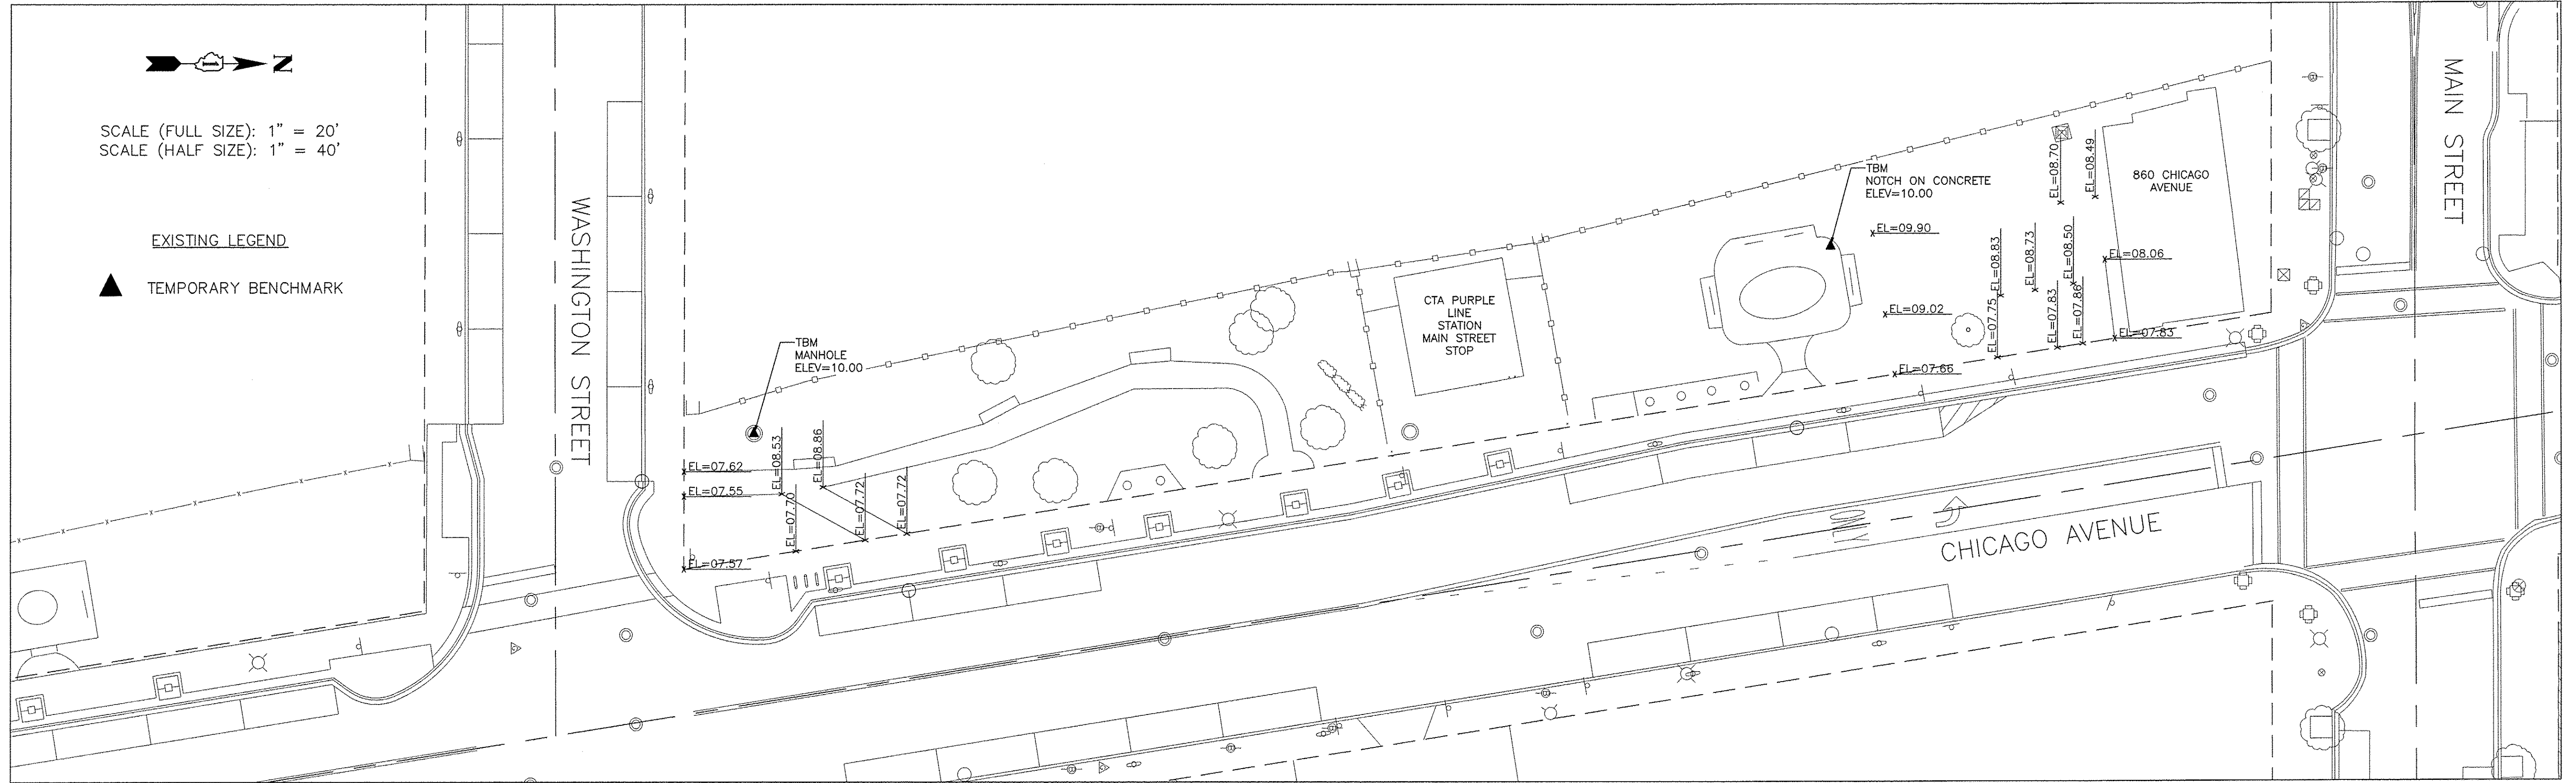 N
SCALE (FULL SIZE): 1" = 20'
SCALE (HALF SIZE): 1" = 40'
EXISTING LEGEND
TEMPORARY BENCHMARK
WASHINGTON STREET
TBM
MANHOLE
ELEV=10.00
EL=07.62
EL=07.55
EL=07.57
EL=08.53
EL=08.86
EL=07.70
EL=07.72
EL=07.72
CTA PURPLE
LINE
STATION
MAIN STREET
STOP
TBM
NOTCH ON CONCRETE
ELEV=10.00
EL=09.90
EL=09.02
EL=07.66
EL=08.83
EL=08.73
EL=08.50
EL=08.70
EL=08.49
EL=07.75
EL=07.83
EL=07.86
EL=08.06
EL=07.83
860 CHICAGO
AVENUE
MAIN STREET
CHICAGO AVENUE